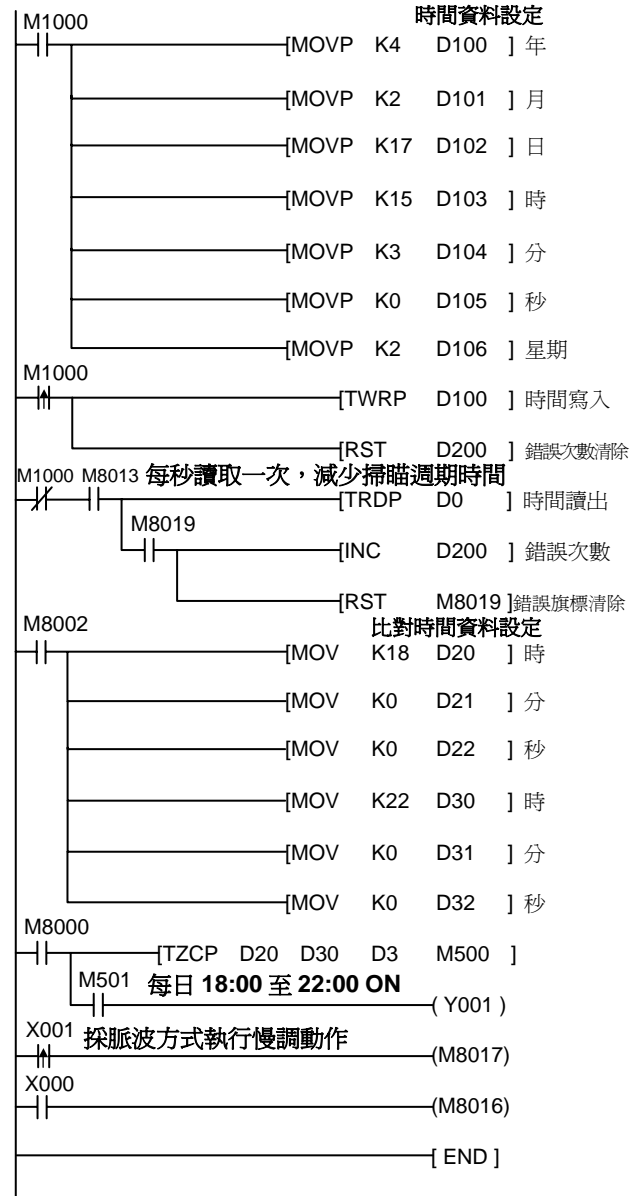 M1000 時間資料設定
[MOVP K4 D100 ] 年
[MOVP K2 D101 ] 月
[MOVP K17 D102 ] 日
[MOVP K15 D103 ] 時
[MOVP K3 D104 ] 分
[MOVP K0 D105 ] 秒
[MOVP K2 D106 ] 星期
M1000
[TWRP D100 ] 時間寫入
[RST D200 ] 錯誤次數清除
M1000 M8013 每秒讀取一次，減少掃瞄週期時間
[TRDP D0 ] 時間讀出
M8019
[INC D200 ] 錯誤次數
[RST M8019 ]錯誤旗標清除
M8002 比對時間資料設定
[MOV K18 D20 ] 時
[MOV K0 D21 ] 分
[MOV K0 D22 ] 秒
[MOV K22 D30 ] 時
[MOV K0 D31 ] 分
[MOV K0 D32 ] 秒
M8000
[TZCP D20 D30 D3 M500 ]
M501 每日 18:00 至 22:00 ON
( Y001 )
X001 採脈波方式執行慢調動作
(M8017)
X000
(M8016)
[ END ]